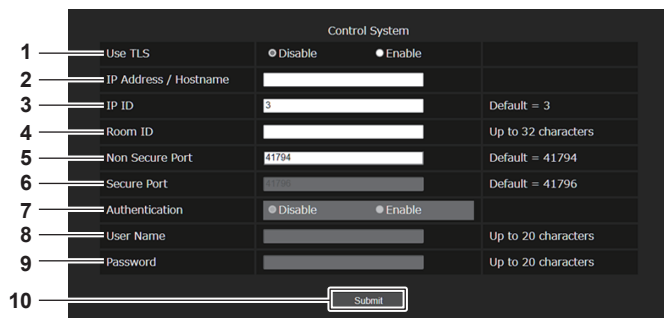 Control System
1 Use TLS Disable Enable
2 IP Address / Hostname
3 IP ID 3 Default = 3
4 Room ID Up to 32 characters
5 Non Secure Port 41794 Default = 41794
6 Secure Port 41796 Default = 41796
7 Authentication Disable Enable
8 User Name Up to 20 characters
9 Password Up to 20 characters
10 Submit